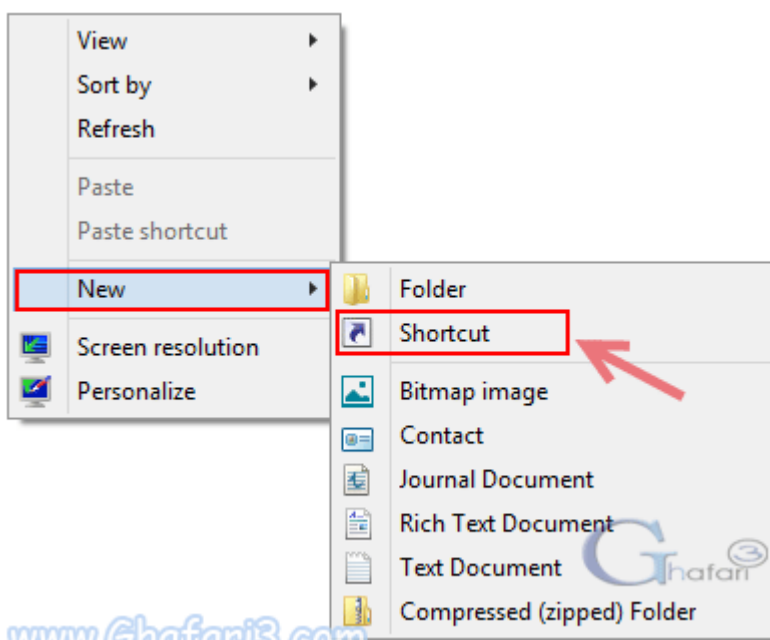 View
Sort by
Refresh
Paste
Paste shortcut
New
Screen resolution
Personalize
Folder
Shortcut
Bitmap image
Contact
Journal Document
Rich Text Document
Text Document
Compressed (zipped) Folder
Ghafari3
www.Ghafari3.com